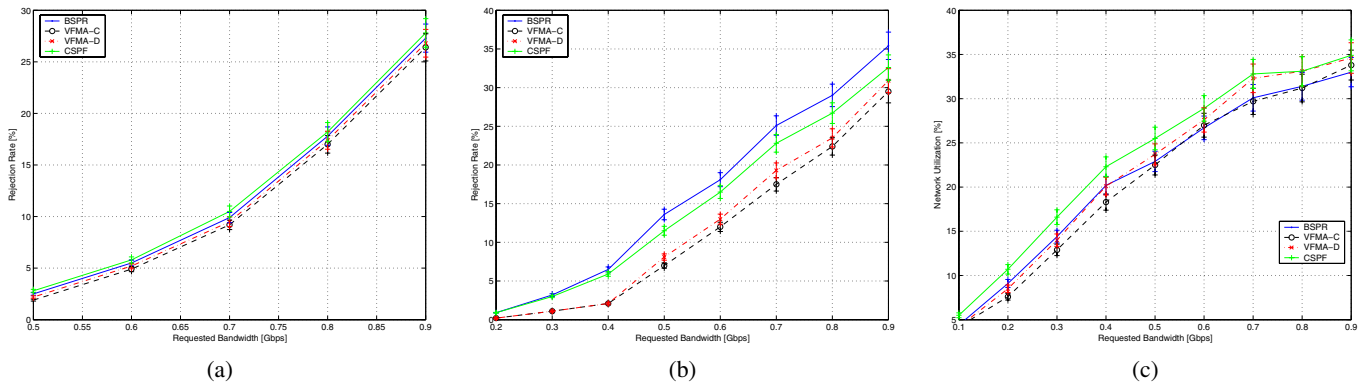 30
25
20
15
10
5
0
Rejection Rate [%]
BSPR
VFMA-C
VFMA-D
CSPF
0.5 0.55 0.6 0.65 0.7 0.75 0.8 0.85 0.9
Requested Bandwidth [Gbps]
(a)
40
35
30
25
20
15
10
5
0
Rejection Rate [%]
BSPR
VFMA-C
VFMA-D
CSPF
0.2 0.3 0.4 0.5 0.6 0.7 0.8 0.9
Requested Bandwidth [Gbps]
(b)
40
35
30
25
20
15
10
5
Network Utilization [%]
BSPR
VFMA-C
VFMA-D
CSPF
0.1 0.2 0.3 0.4 0.5 0.6 0.7 0.8 0.9
Requested Bandwidth [Gbps]
(c)